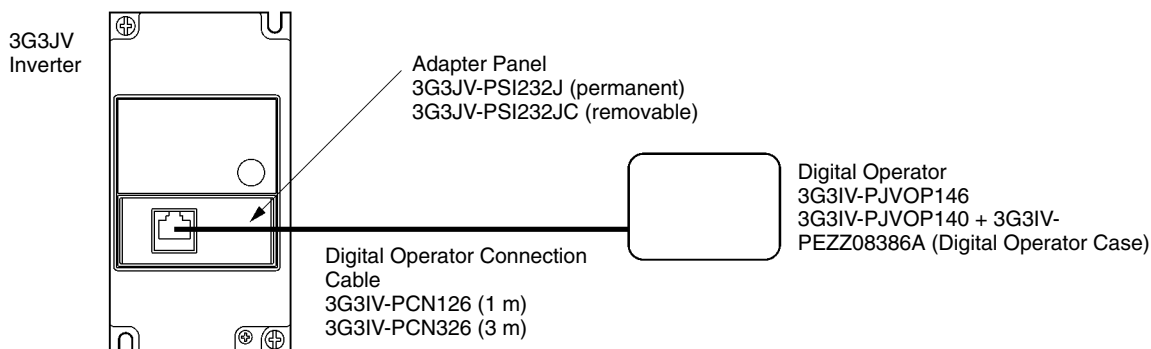 3G3JV
Inverter
Adapter Panel
3G3JV-PSI232J (permanent)
3G3JV-PSI232JC (removable)
Digital Operator
3G3IV-PJVOP146
3G3IV-PJVOP140 + 3G3IV-
PEZZ08386A (Digital Operator Case)
Digital Operator Connection
Cable
3G3IV-PCN126 (1 m)
3G3IV-PCN326 (3 m)